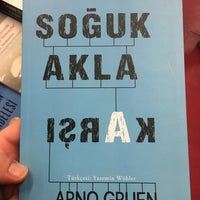 SOĞUK
AKLA
KARŞI
Türkçesi: Yasemin Wöhler
ARNO GRUEN